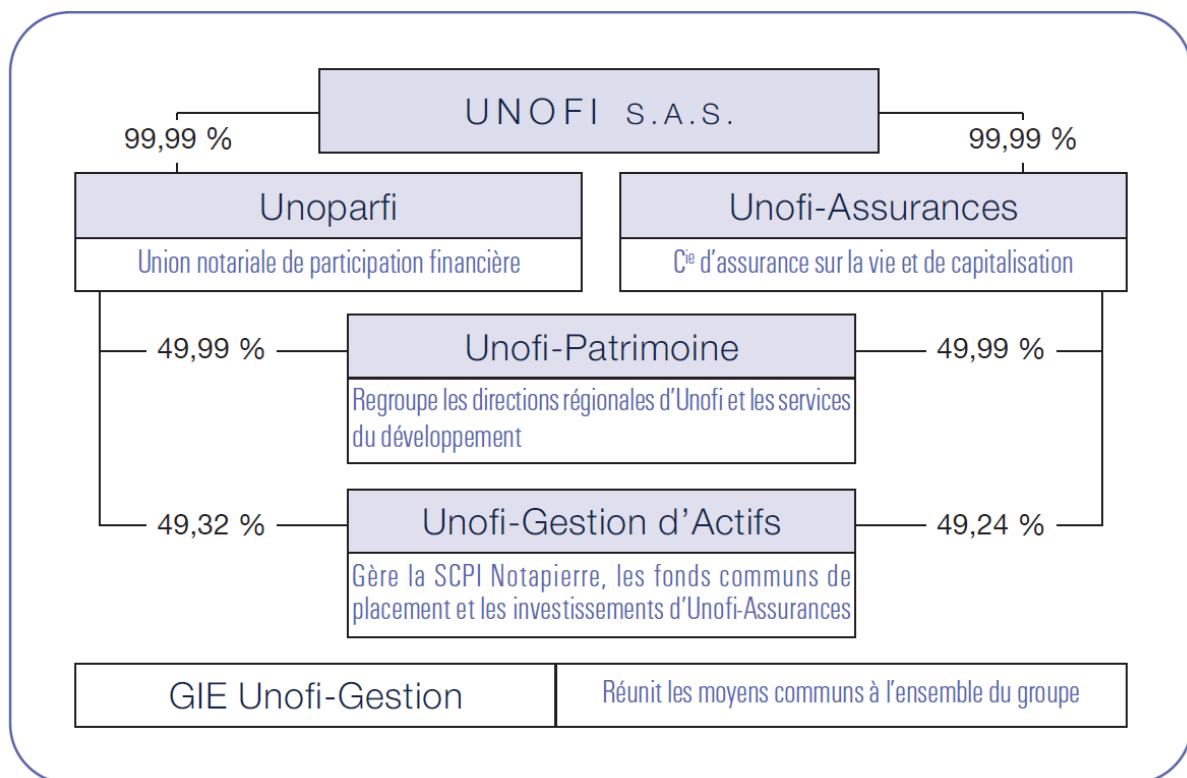 UNOFI S.A.S.
99,99 %
99,99 %
Unoparfi
Union notariale de participation financière
Unofi-Assurances
Cie d’assurance sur la vie et de capitalisation
49,99 %
Unofi-Patrimoine
49,99 %
Regroupe les directions régionales d’Unofi et les services
du développement
49,32 %
Unofi-Gestion d’Actifs
49,24 %
Gère la SCPI Notapierre, les fonds communs de
placement et les investissements d’Unofi-Assurances
GIE Unofi-Gestion
Réunit les moyens communs à l’ensemble du groupe